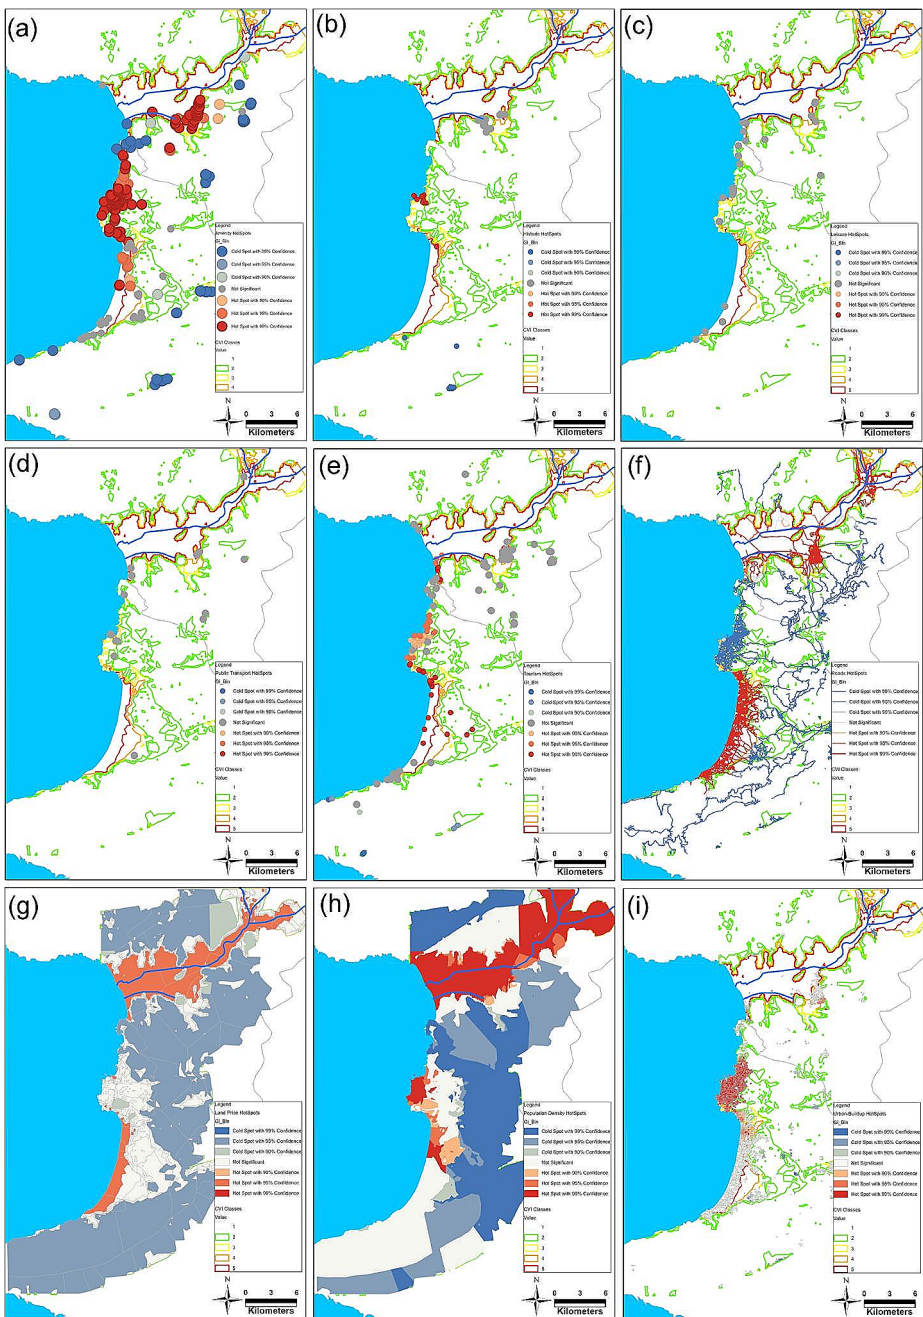 (a)
Legend
Amenity HotSpots
Gi_Bin
Cold Spot with 99% Confidence
Cold Spot with 95% Confidence
Cold Spot with 90% Confidence
Not Significant
Hot Spot with 90% Confidence
Hot Spot with 95% Confidence
Hot Spot with 99% Confidence
CVI Classes
Value
1
2
3
4
N
0 3 6
Kilometers
(b)
Legend
Historic HotSpots
Gi_Bin
Cold Spot with 99% Confidence
Cold Spot with 95% Confidence
Cold Spot with 90% Confidence
Not Significant
Hot Spot with 90% Confidence
Hot Spot with 95% Confidence
Hot Spot with 99% Confidence
CVI Classes
Value
1
2
3
4
5
N
0 3 6
Kilometers
(c)
Legend
Leisure HotSpots
Gi_Bin
Cold Spot with 99% Confidence
Cold Spot with 95% Confidence
Cold Spot with 90% Confidence
Not Significant
Hot Spot with 90% Confidence
Hot Spot with 95% Confidence
Hot Spot with 99% Confidence
CVI Classes
Value
1
2
3
4
5
N
0 3 6
Kilometers
(d)
Legend
Public Transport HotSpots
Gi_Bin
Cold Spot with 99% Confidence
Cold Spot with 95% Confidence
Cold Spot with 90% Confidence
Not Significant
Hot Spot with 90% Confidence
Hot Spot with 95% Confidence
Hot Spot with 99% Confidence
CVI Classes
Value
1
2
3
4
5
N
0 3 6
Kilometers
(e)
Legend
Tourism HotSpots
Gi_Bin
Cold Spot with 99% Confidence
Cold Spot with 95% Confidence
Cold Spot with 90% Confidence
Not Significant
Hot Spot with 90% Confidence
Hot Spot with 95% Confidence
Hot Spot with 99% Confidence
CVI Classes
Value
1
2
3
4
5
N
0 3 6
Kilometers
(f)
Legend
Roads HotSpots
Gi_Bin
Cold Spot with 99% Confidence
Cold Spot with 95% Confidence
Cold Spot with 90% Confidence
Not Significant
Hot Spot with 90% Confidence
Hot Spot with 95% Confidence
Hot Spot with 99% Confidence
CVI Classes
Value
1
2
3
4
5
N
0 3 6
Kilometers
(g)
Legend
Land Price HotSpots
Gi_Bin
Cold Spot with 99% Confidence
Cold Spot with 95% Confidence
Cold Spot with 90% Confidence
Not Significant
Hot Spot with 90% Confidence
Hot Spot with 95% Confidence
Hot Spot with 99% Confidence
CVI Classes
Value
1
2
3
4
5
N
0 3 6
Kilometers
(h)
Legend
Population Density HotSpots
Gi_Bin
Cold Spot with 99% Confidence
Cold Spot with 95% Confidence
Cold Spot with 90% Confidence
Not Significant
Hot Spot with 90% Confidence
Hot Spot with 95% Confidence
Hot Spot with 99% Confidence
CVI Classes
Value
1
2
3
4
5
N
0 3 6
Kilometers
(i)
Legend
Urban-Buildup HotSpot
Gi_Bin
Cold Spot with 99% Confidence
Cold Spot with 95% Confidence
Cold Spot with 90% Confidence
Not Significant
Hot Spot with 90% Confidence
Hot Spot with 95% Confidence
Hot Spot with 99% Confidence
CVI Classes
Value
1
2
3
4
5
N
0 3 6
Kilometers